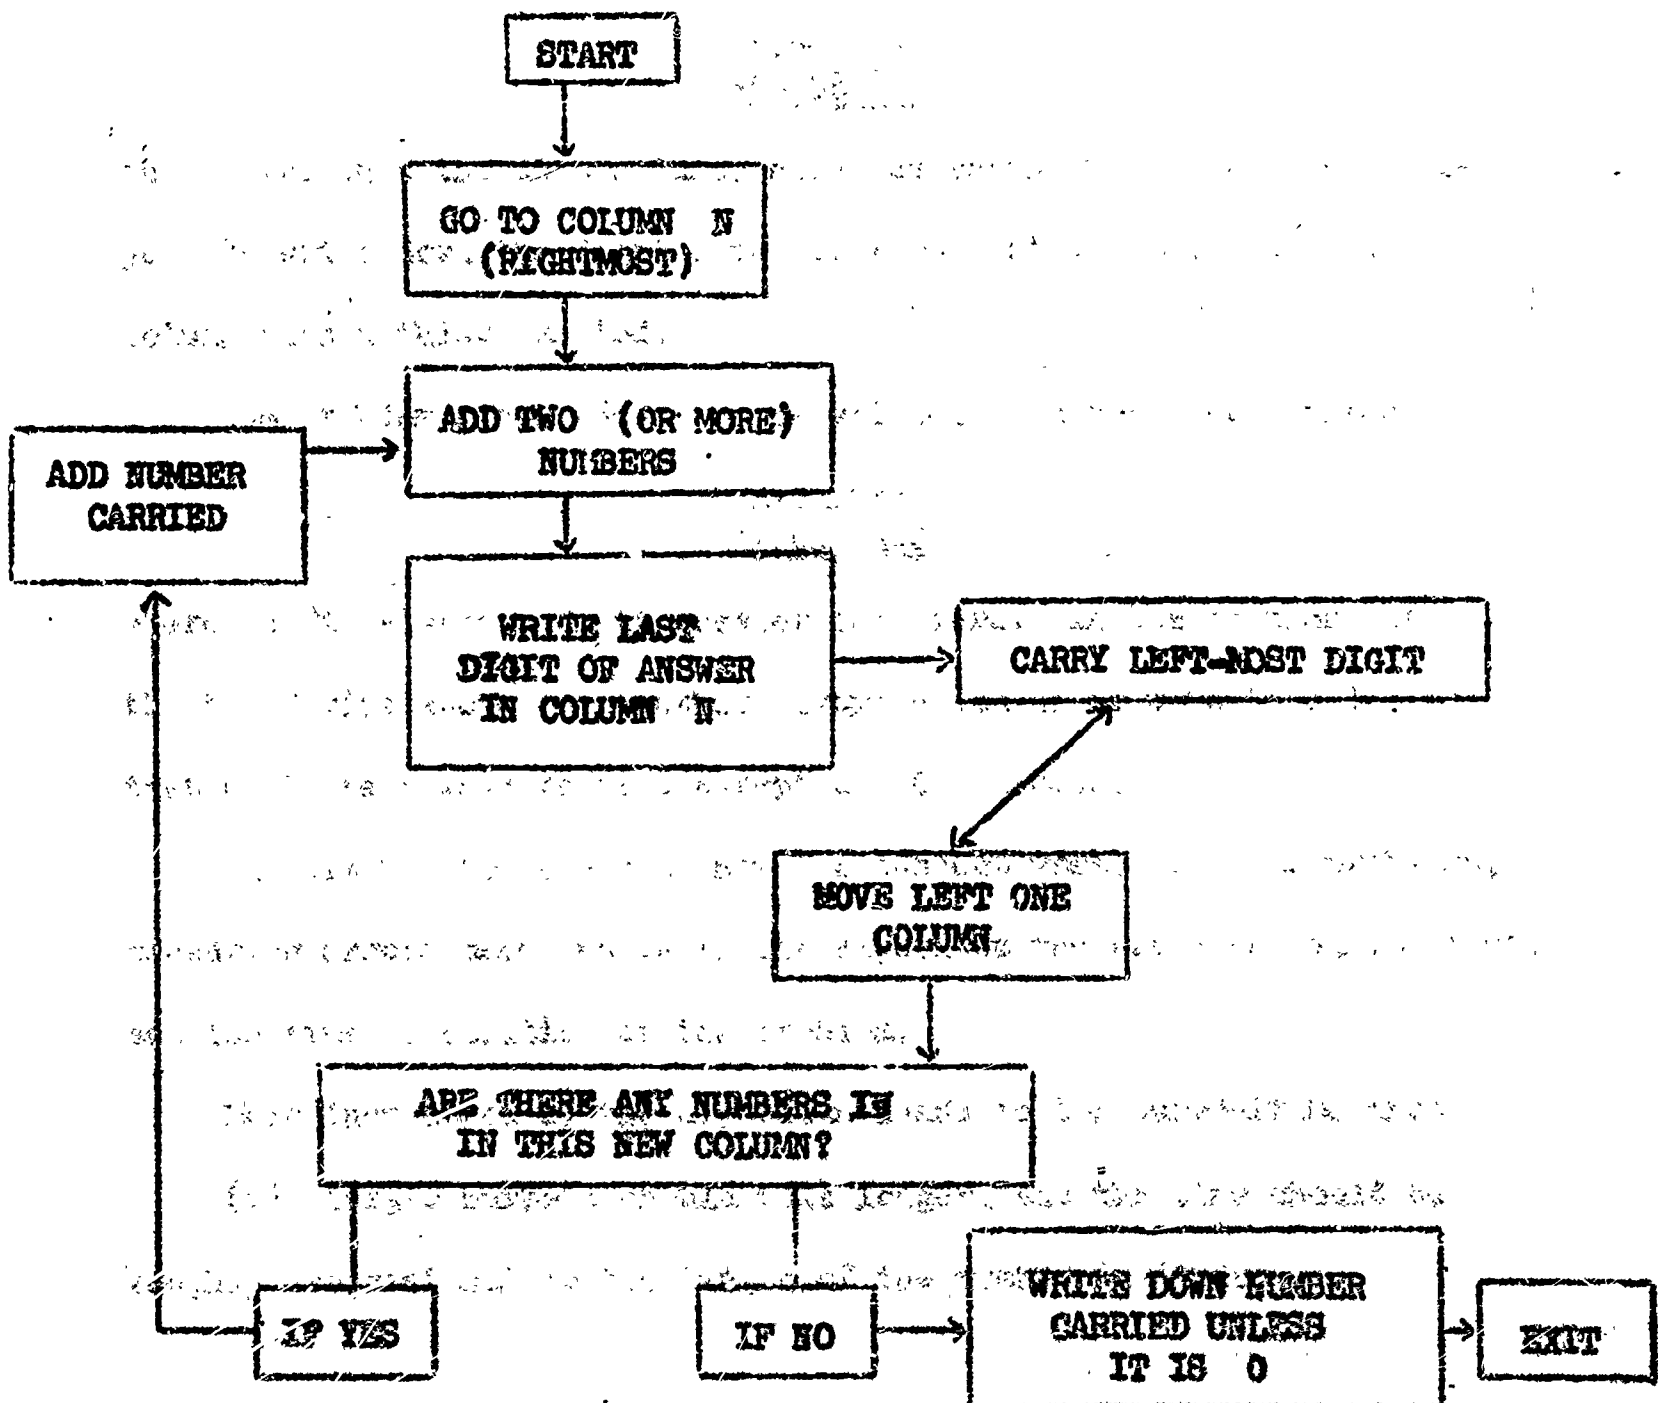 START
GO TO COLUMN N
(RIGHTMOST)
ADD TWO (OR MORE)
NUMBERS
ADD NUMBER
CARRIED
WRITE LAST
DIGIT OF ANSWER
IN COLUMN N
CARRY LEFT-MOST DIGIT
MOVE LEFT ONE
COLUMN
ARE THERE ANY NUMBERS IN
IN THIS NEW COLUMN?
IF YES
IF NO
WRITE DOWN NUMBER
CARRIED UNLESS
IT IS 0
EXIT